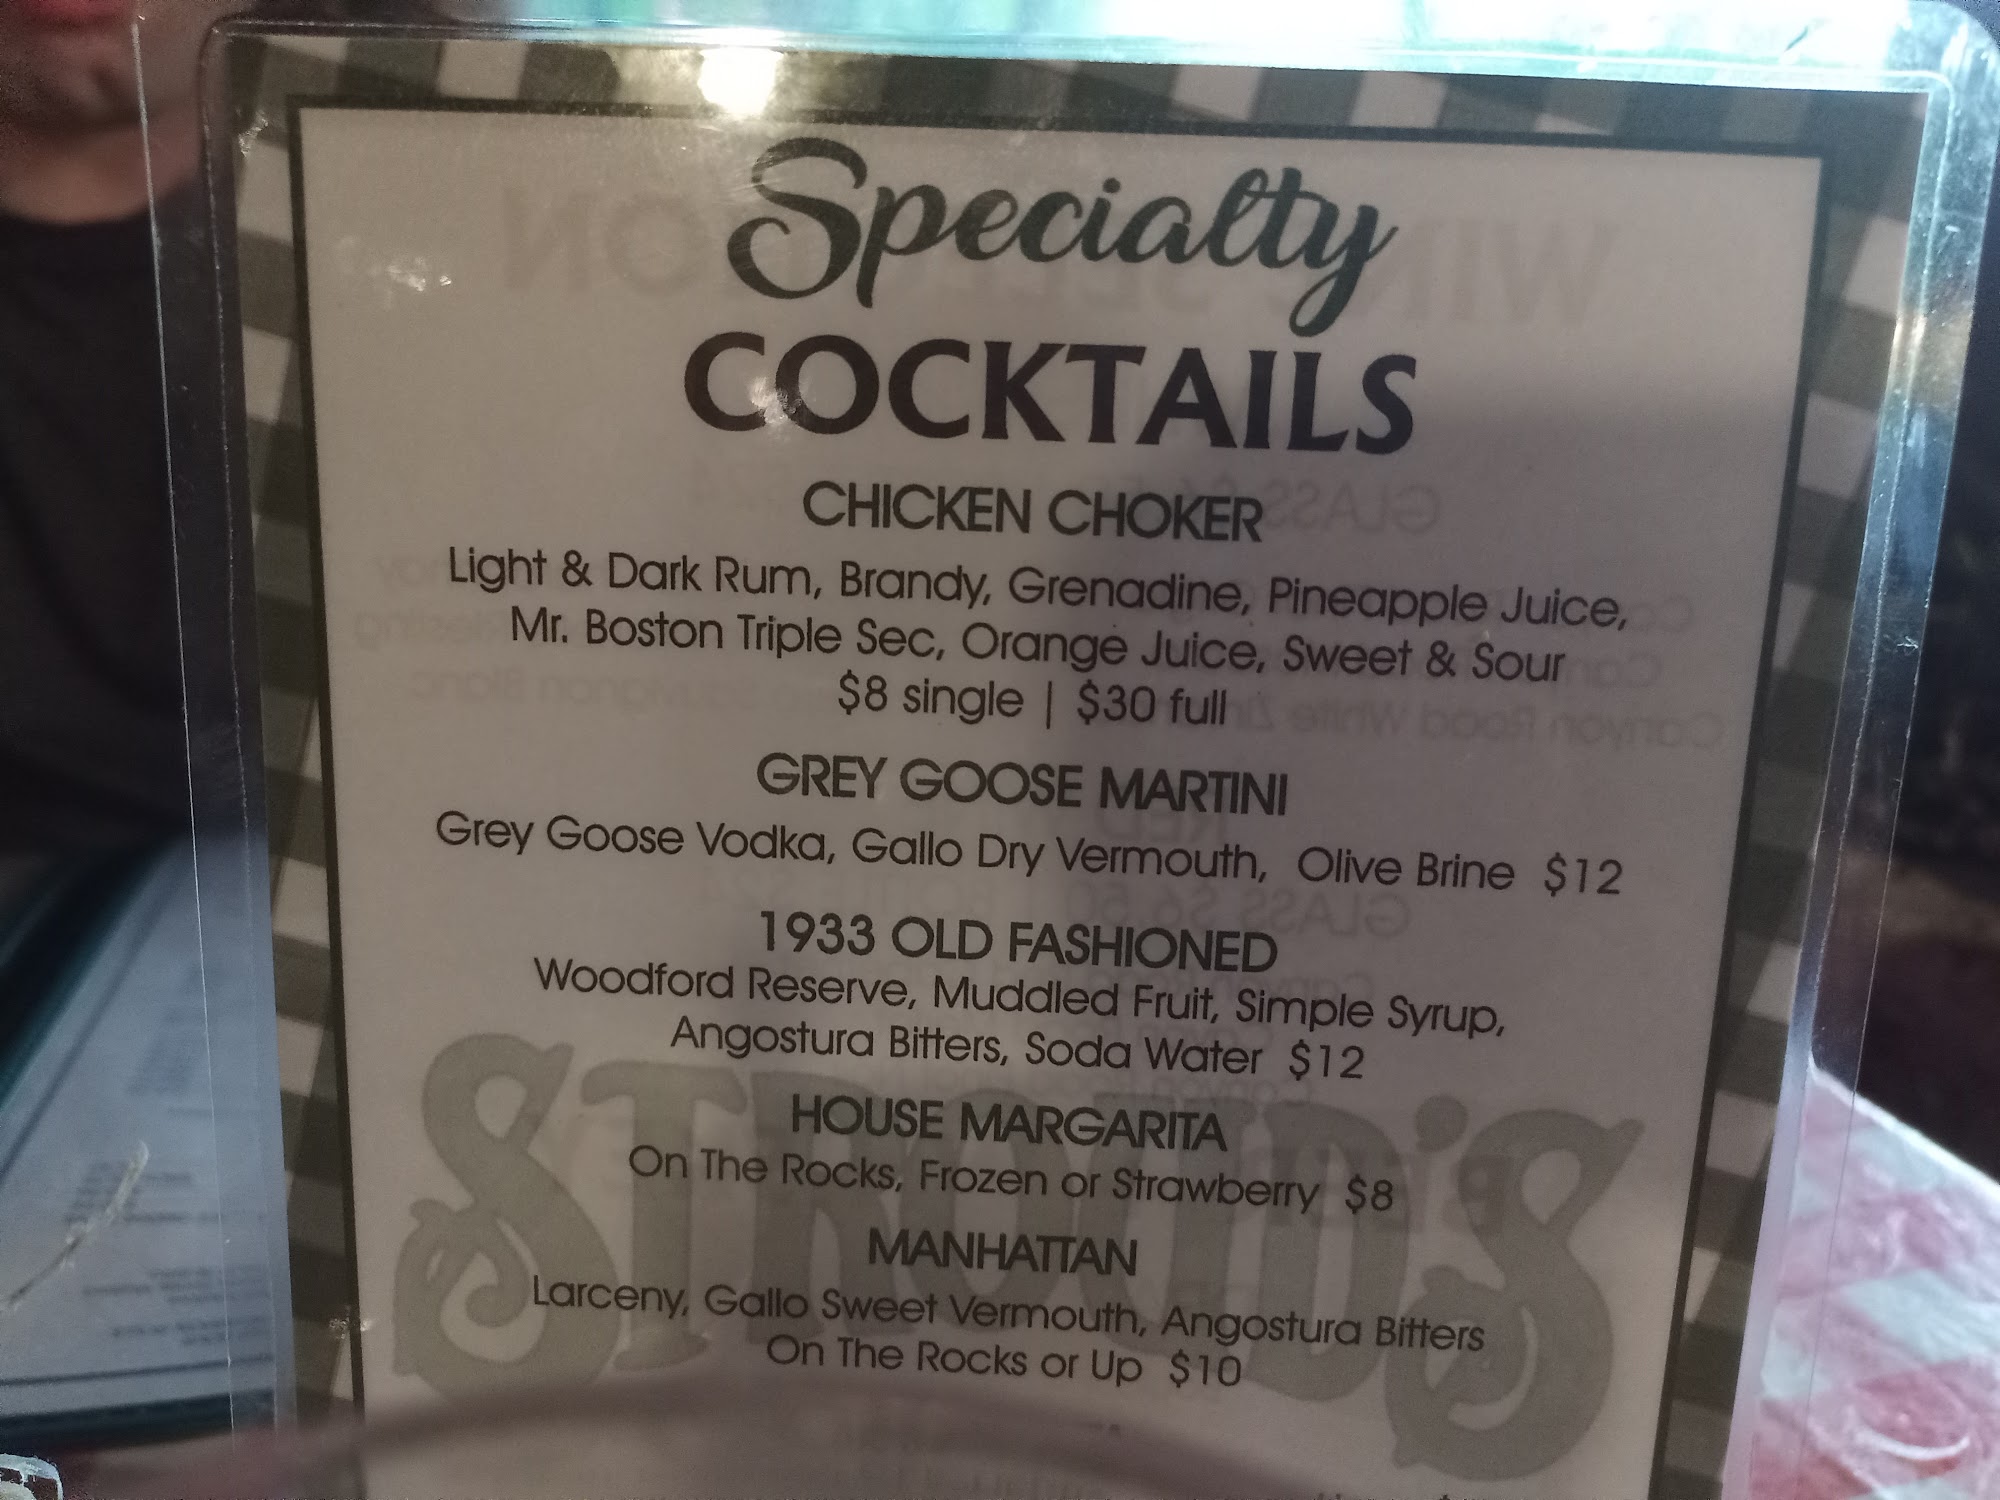 Specialty
COCKTAILS
CHICKEN CHOKER
Light & Dark Rum, Brandy, Grenadine, Pineapple Juice,
Mr. Boston Triple Sec, Orange Juice, Sweet & Sour
$8 single | $30 full
GREY GOOSE MARTINI
Grey Goose Vodka, Gallo Dry Vermouth, Olive Brine $12
1933 OLD FASHIONED
Woodford Reserve, Muddled Fruit, Simple Syrup,
Angostura Bitters, Soda Water $12
STROUD'S
HOUSE MARGARITA
On The Rocks, Frozen or Strawberry $8
MANHATTAN
Larceny, Gallo Sweet Vermouth, Angostura Bitters
On The Rocks or Up $10